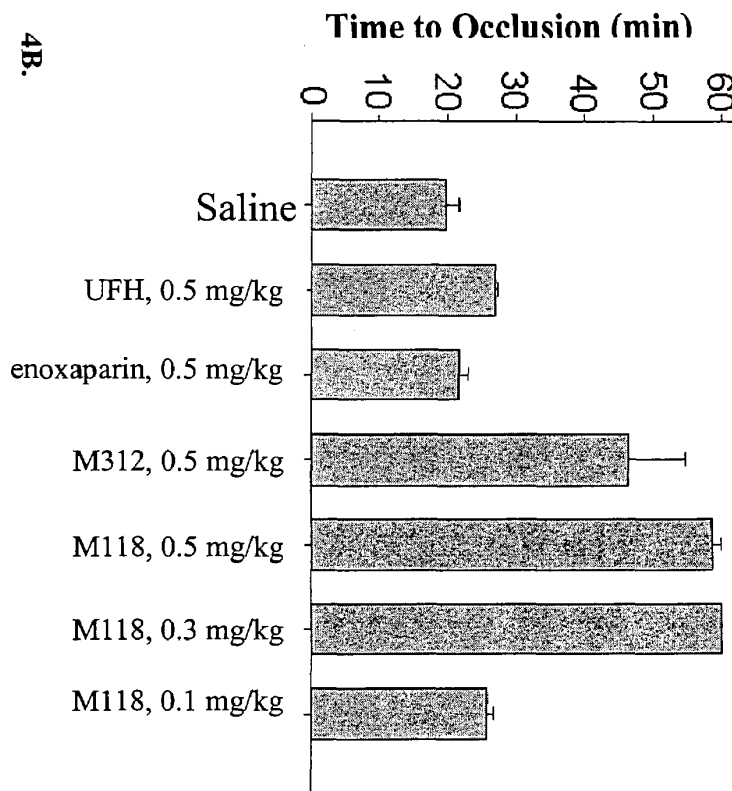 4B.
Time to Occlusion (min)
0 10 20 30 40 50 60
Saline
UFH, 0.5 mg/kg
enoxaparin, 0.5 mg/kg
M312, 0.5 mg/kg
M118, 0.5 mg/kg
M118, 0.3 mg/kg
M118, 0.1 mg/kg